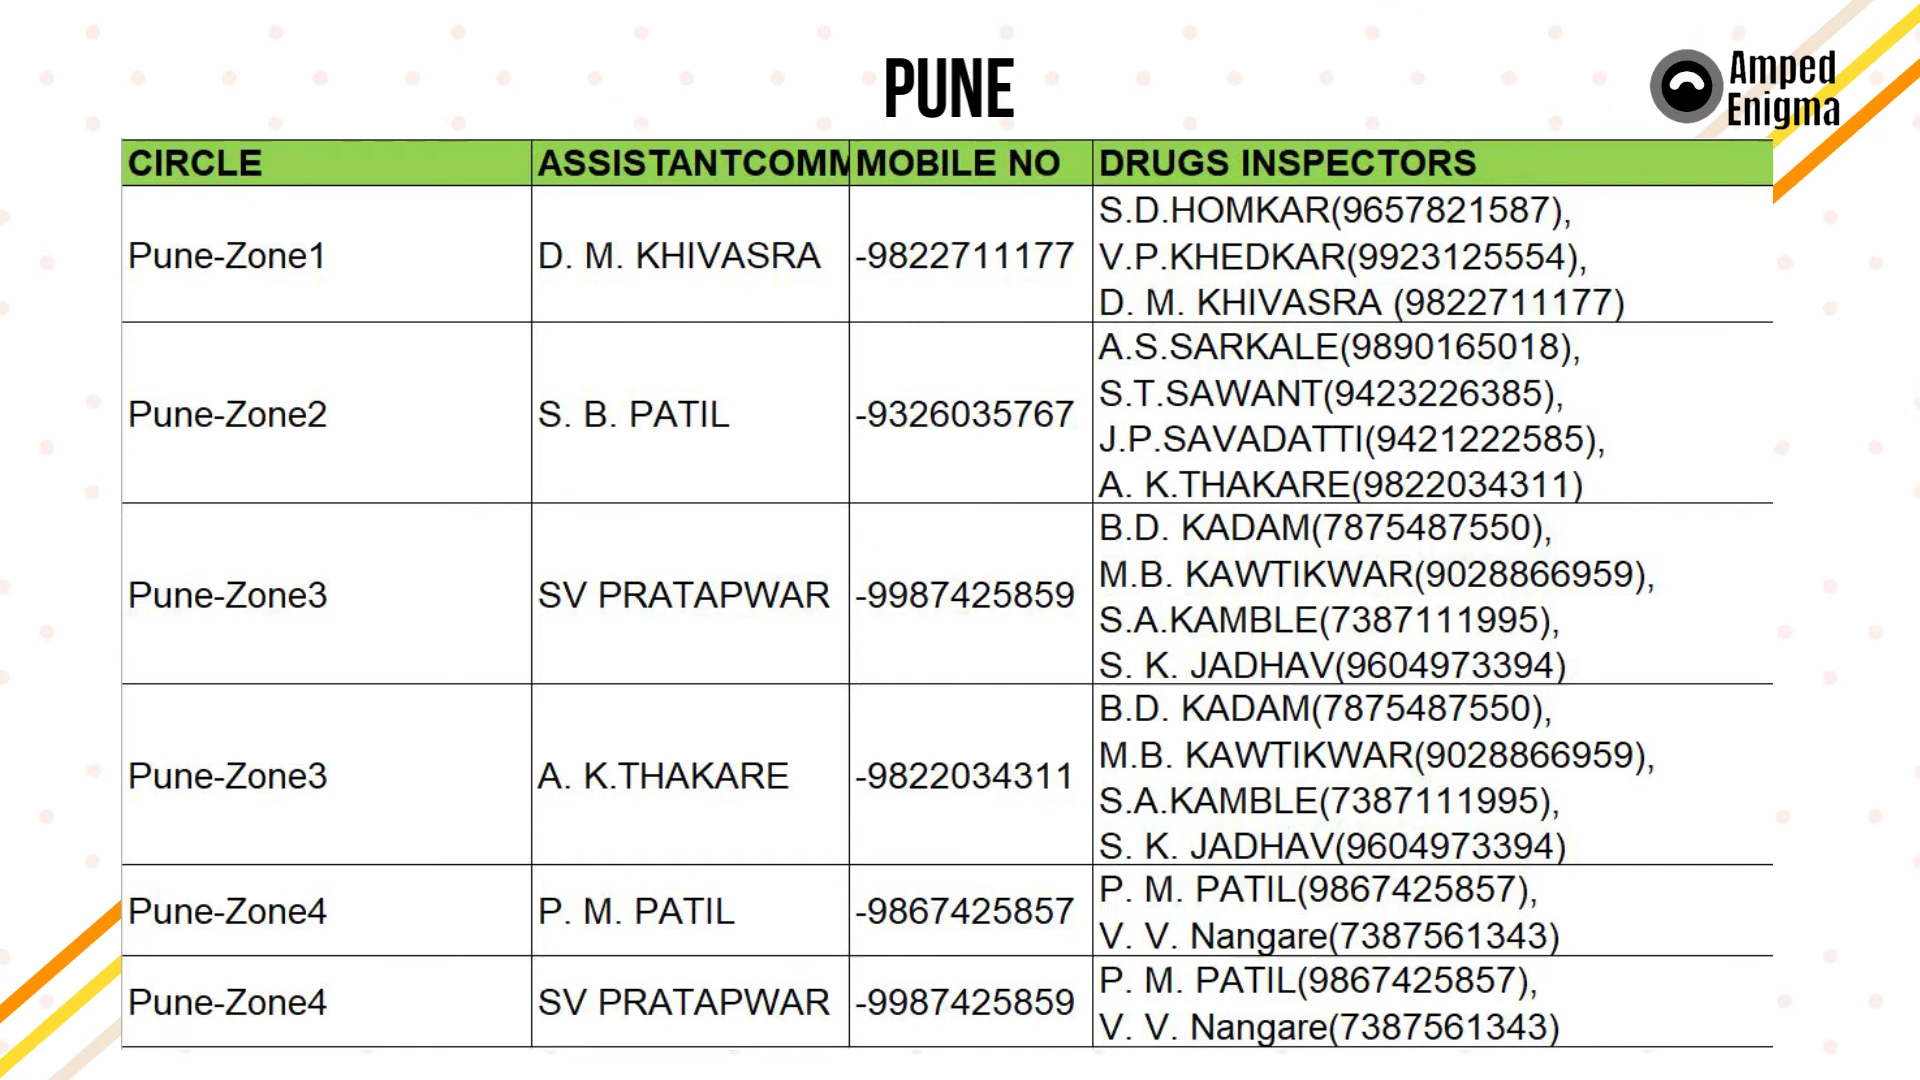 PUNE
Amped
Enigma
CIRCLE ASSISTANTCOMM MOBILE NO DRUGS INSPECTORS
Pune-Zone1 D. M. KHIVASRA -9822711177 S.D.HOMKAR(9657821587),
V.P.KHEDKAR(9923125554),
D. M. KHIVASRA (9822711177)
Pune-Zone2 S. B. PATIL -9326035767 A.S.SARKALE(9890165018),
S.T.SAWANT(9423226385),
J.P.SAVADATTI(9421222585),
A. K.THAKARE(9822034311)
Pune-Zone3 SV PRATAPWAR -9987425859 B.D. KADAM(7875487550),
M.B. KAWTIKWAR(9028866959),
S.A.KAMBLE(7387111995),
S. K. JADHAV(9604973394)
Pune-Zone3 A. K.THAKARE -9822034311 B.D. KADAM(7875487550),
M.B. KAWTIKWAR(9028866959),
S.A.KAMBLE(7387111995),
S. K. JADHAV(9604973394)
Pune-Zone4 P. M. PATIL -9867425857 P. M. PATIL(9867425857),
V. V. Nangare(7387561343)
Pune-Zone4 SV PRATAPWAR -9987425859 P. M. PATIL(9867425857),
V. V. Nangare(7387561343)